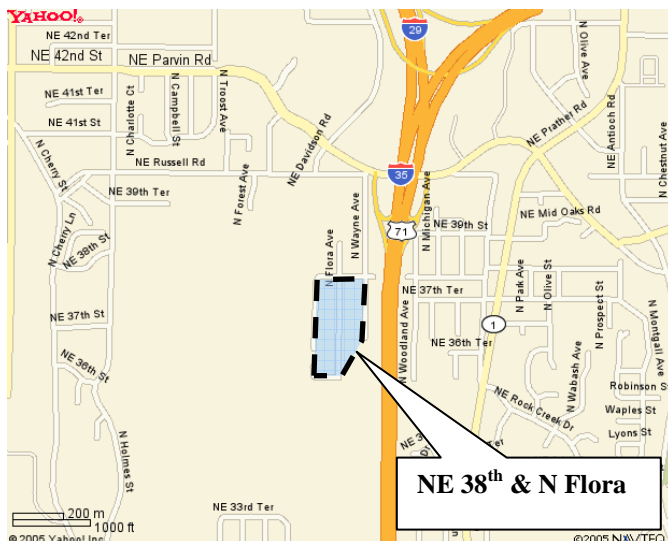 YAHOO!
29
NE 42nd Ter
NE 42nd St
NE Parvin Rd
N Olive Ave
NE 41st Ter
N Charlotte Ct
N Campbell St
N Troost Ave
NE Prather Rd
NE Antioch Rd
NE 41st St
N Chestnut Ave
N Cherry St
NE Russell Rd
NE Davidson Rd
35
NE 39th Ter
N Forest Ave
N Wayne Ave
N Michigan Ave
N Cherry Ln
NE 38th St
N Flora Ave
71
NE 39th St
NE Mid Oaks Rd
NE 37th Ter
N Park Ave
N Olive St
NE 37th St
N Woodland Ave
1
N Prospect St
N Montgall Ave
NE 36th Ter
NE 36th St
N Wabash Ave
Robinson St
NE Rock Creek Dr
Waples St
N Holmes St
Lyons St
Ter
NE 38th & N Flora
NE 33rd Ter
200 m
1000 ft
©2005 Yahoo! Inc
©2005 NAVTEQ